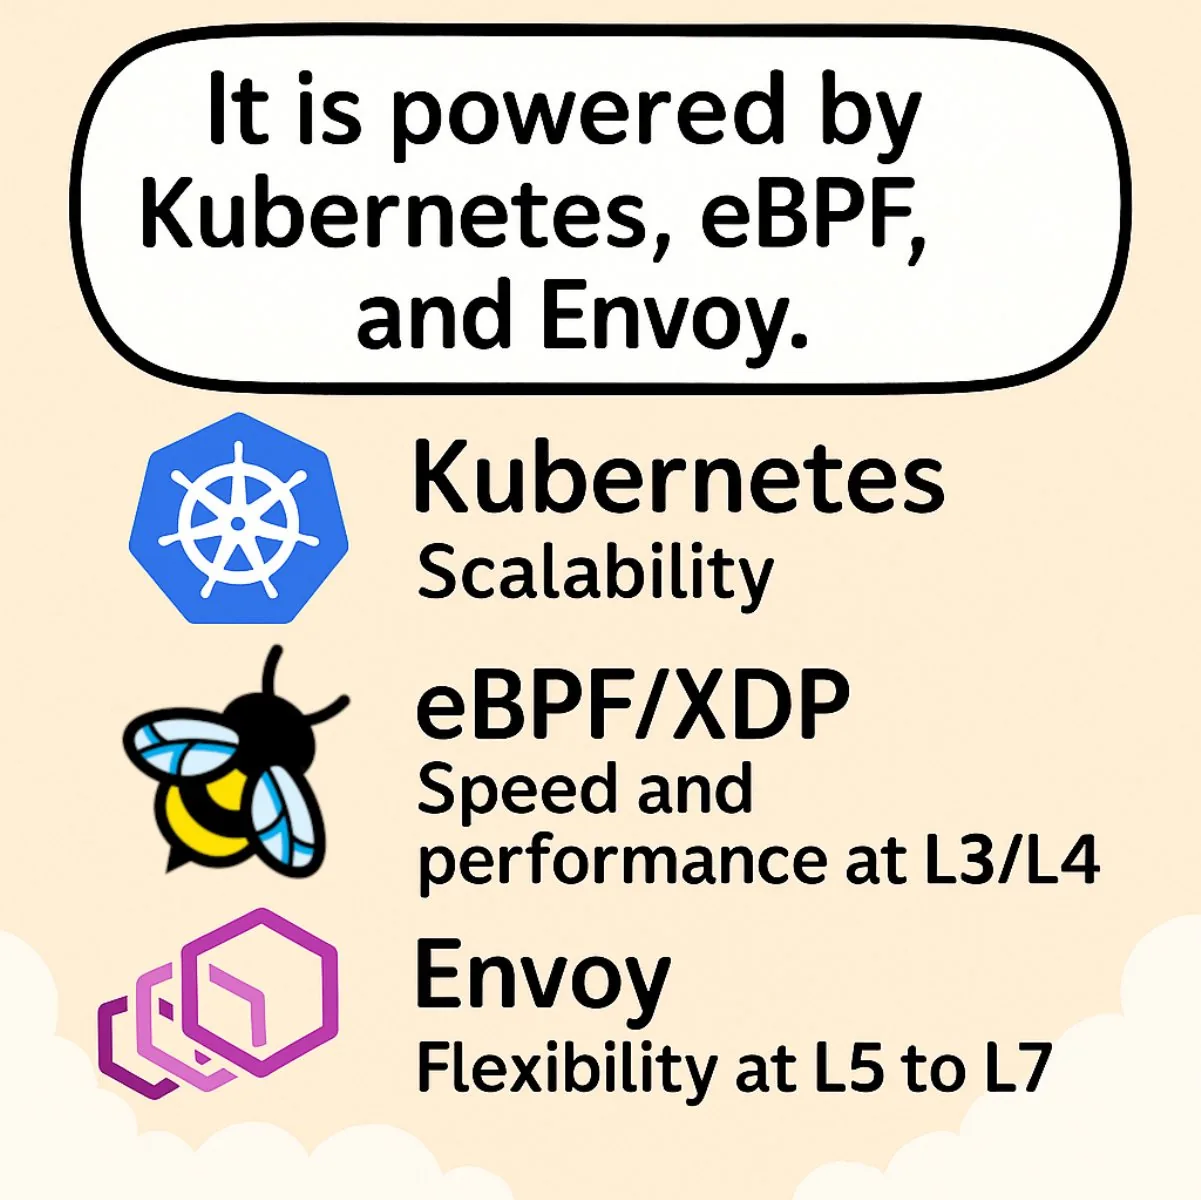 It is powered by
Kubernetes, eBPF,
and Envoy.
Kubernetes
Scalability
eBPF/XDP
Speed and
performance at L3/L4
Envoy
Flexibility at L5 to L7